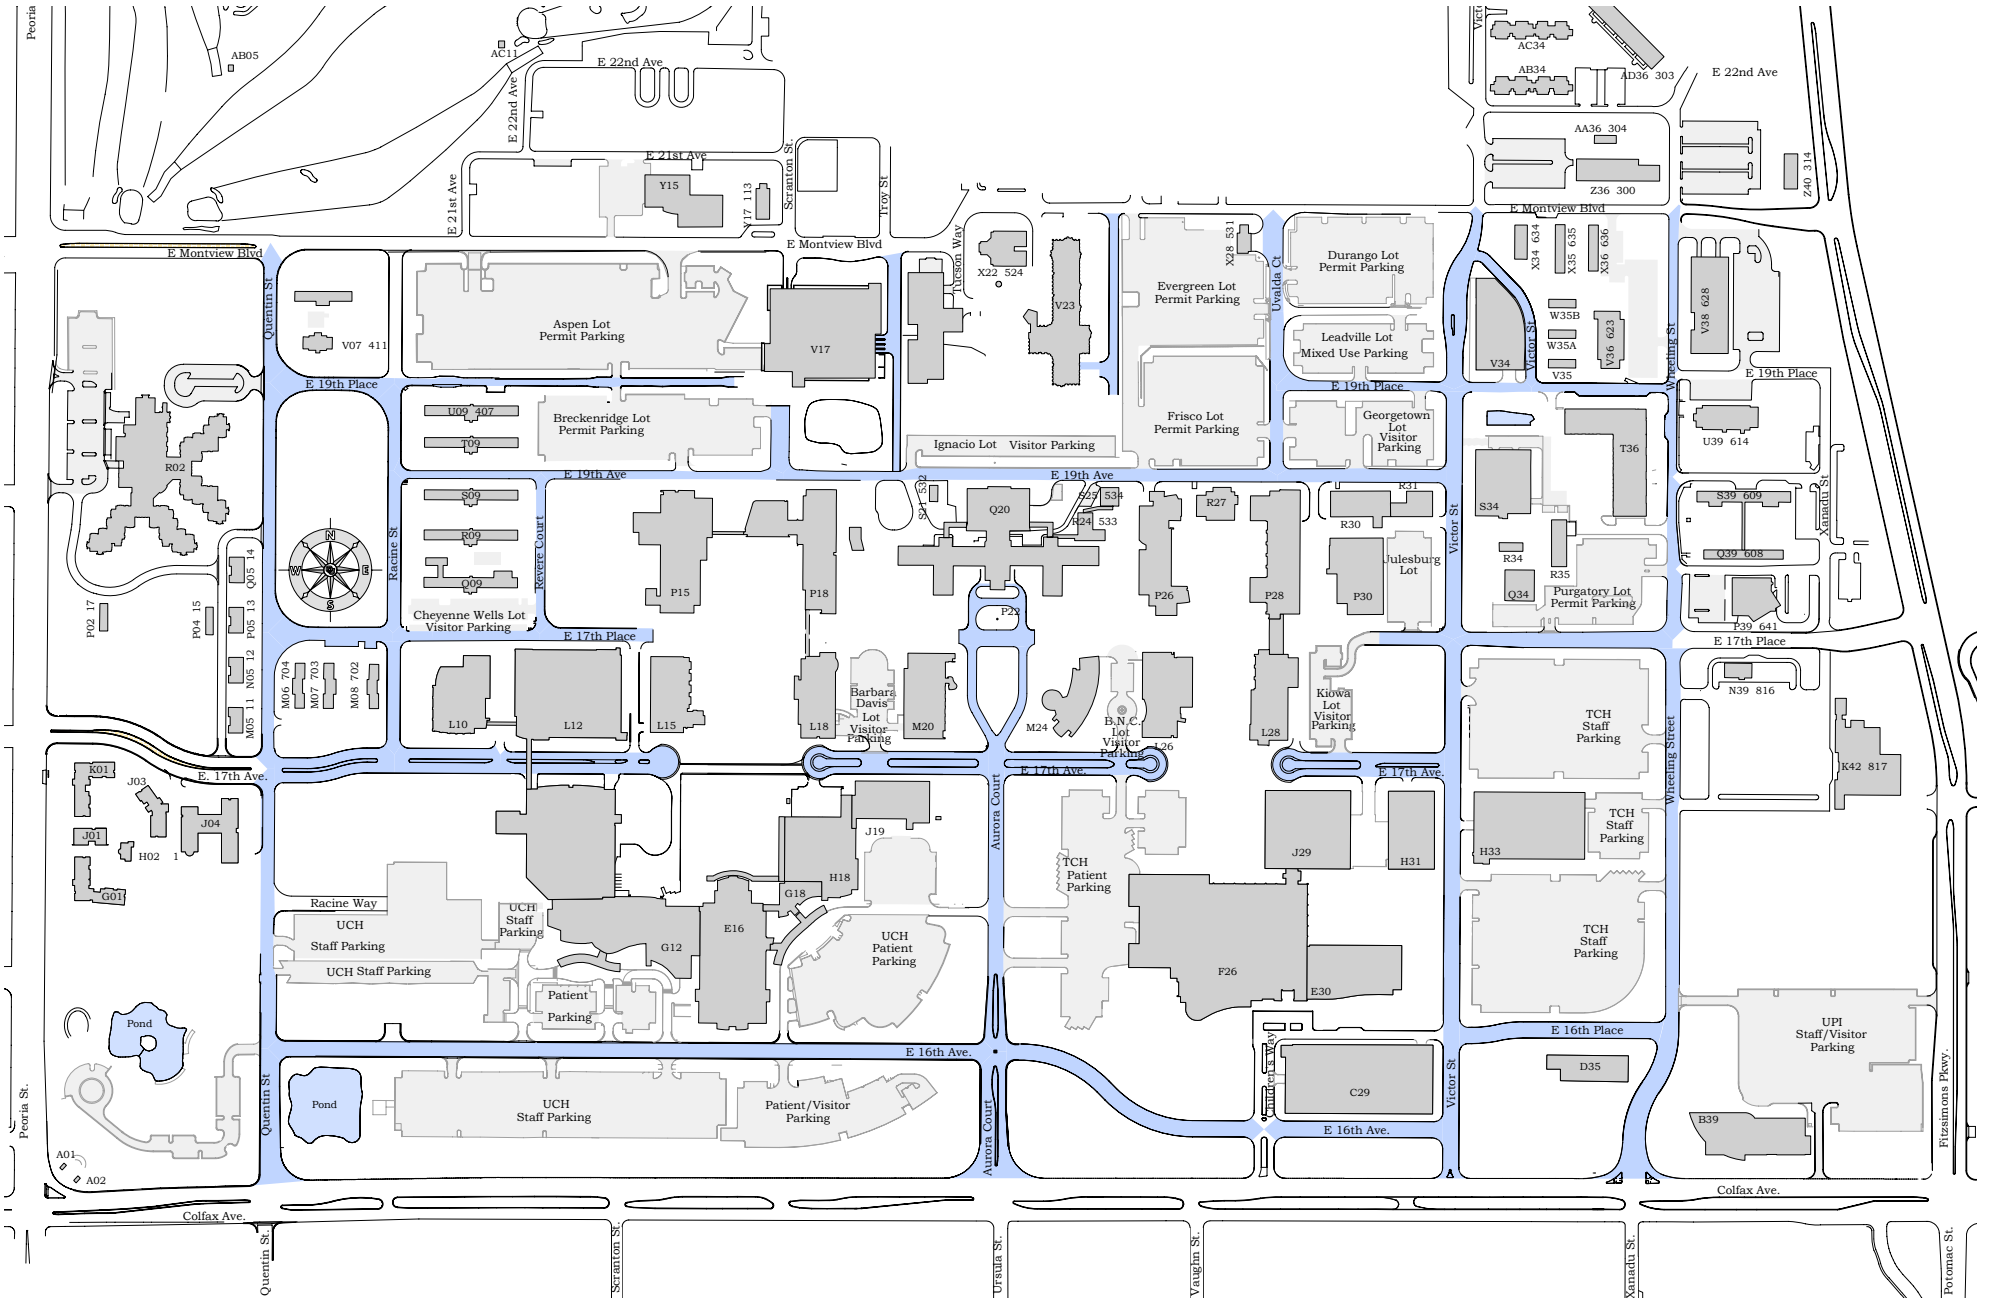 Peoria
AB05
AC11
E 22nd Ave
E 22nd Ave
AC34
AB34
AD36 303
E 22nd Ave
AA36 304
Z36 300
Z40 314
E 21st Ave
E 21st Ave
Y15
Y17 113
Scranton St.
Troy St
E Montview Blvd
E Montview Blvd
E Montview Blvd
Quentin St
V07 411
Aspen Lot
Permit Parking
V17
Tucson Way
X22 524
V23
X28 531
Evergreen Lot
Permit Parking
Uvalda Ct
Durango Lot
Permit Parking
Leadville Lot
Mixed Use Parking
X34 634
X35 635
X36 636
W35B
W35A
V35
V34
Victor St
V36 623
Wheeling St
V38 628
E 19th Place
E 19th Place
E 19th Place
U09 407
T09
Breckenridge Lot
Permit Parking
Ignacio Lot Visitor Parking
Frisco Lot
Permit Parking
Georgetown
Lot
Visitor
Parking
T36
U39 614
R02
E 19th Ave
E 19th Ave
S09
R09
Q09
Racine St
Revere Court
Cheyenne Wells Lot
Visitor Parking
N
W
E
S
P15
P18
S21 532
Q20
S25 534
R24 533
P22
P26
R27
P28
R30
R31
P30
Julesburg
Lot
Victor St
S34
R34
Q34
R35
Purgatory Lot
Permit Parking
S39 609
Q39 608
P39 641
Xanadu St
Q05 14
P05 13
P04 15
P02 17
N05 12
M05 11
M06 704
M07 703
M08 702
E 17th Place
E 17th Place
L10
L12
L15
L18
Barbara
Davis
Lot
Visitor
Parking
M20
M24
B.N.C.
Lot
Visitor
Parking
L26
L28
Kiowa
Lot
Visitor
Parking
TCH
Staff
Parking
N39 816
K42 817
Wheeling Street
E. 17th Ave.
E 17th Ave.
E 17th Ave.
K01
J03
J04
J01
H02 1
G01
Aurora Court
J19
H18
G18
E16
G12
TCH
Patient
Parking
J29
H31
H33
TCH
Staff
Parking
Racine Way
UCH
Staff Parking
UCH
Staff
Parking
UCH Staff Parking
Patient
Parking
UCH
Patient
Parking
F26
E30
TCH
Staff
Parking
Pond
Pond
E 16th Ave.
E 16th Place
UPI
Staff/Visitor
Parking
D35
B39
C29
Children's Way
Victor St
E 16th Ave.
UCH
Staff Parking
Patient/Visitor
Parking
Quentin St
Aurora Court
Peoria St.
Fitzsimons Pkwy.
A01
A02
Colfax Ave.
Colfax Ave.
Quentin St.
Scranton St.
Ursula St.
Vaughn St.
Xanadu St.
Potomac St.